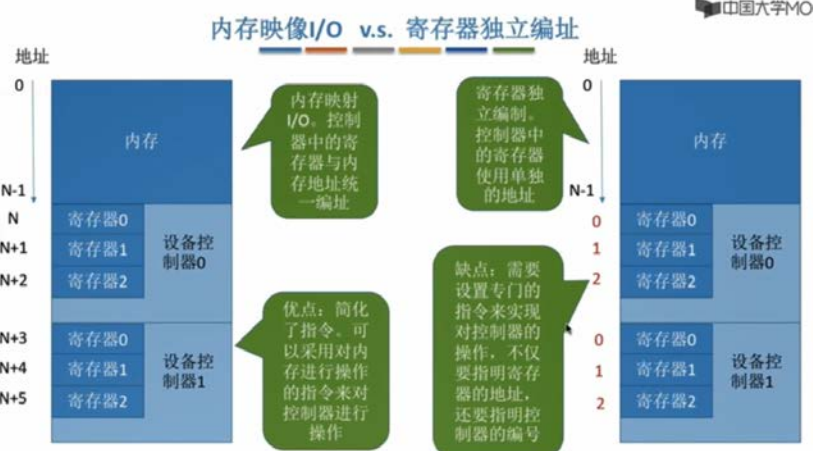 中国大学MO
内存映像I/O v.s. 寄存器独立编址
地址
0
内存
N-1
N
寄存器0
N+1
寄存器1
N+2
寄存器2
设备控
制器0
N+3
寄存器0
N+4
寄存器1
N+5
寄存器2
设备控
制器1
内存映射
I/O。控制
器中的寄
存器与内
存地址统
一编址
优点：简化
了指令。可
以采用对内
存进行操作
的指令来对
控制器进行
操作
寄存器独
立编制。
控制器中
的寄存器
使用单独
的地址
缺点：需要
设置专门的
指令来实现
对控制器的
操作，不仅
要指明寄存
器的地址，
还要指明控
制器的编号
地址
0
内存
N-1
0
寄存器0
1
寄存器1
2
寄存器2
设备控
制器0
0
寄存器0
1
寄存器1
2
寄存器2
设备控
制器1